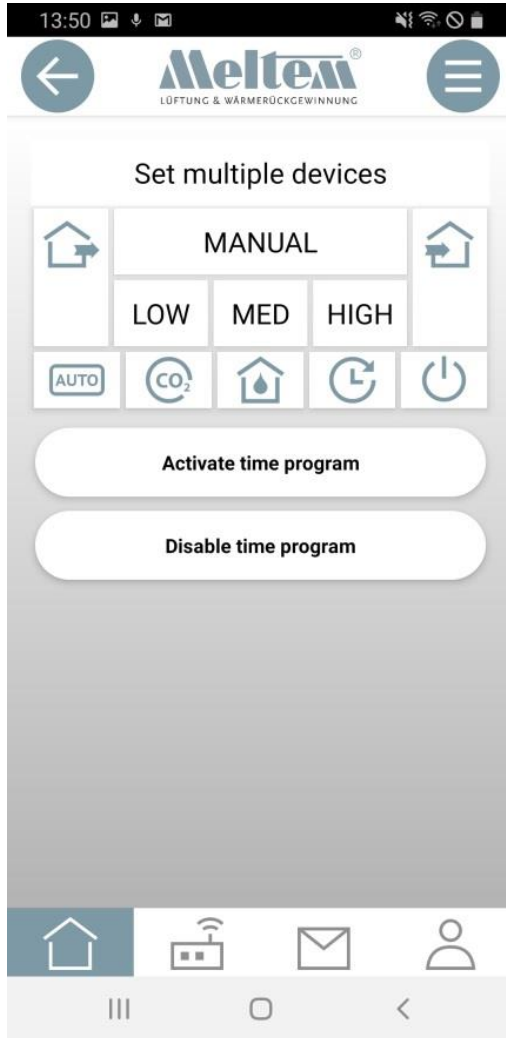 13:50
Meltem®
LÜFTUNG & WÄRMERÜCKGEWINNUNG
Set multiple devices
MANUAL
LOW MED HIGH
AUTO CO₂
Activate time program
Disable time program